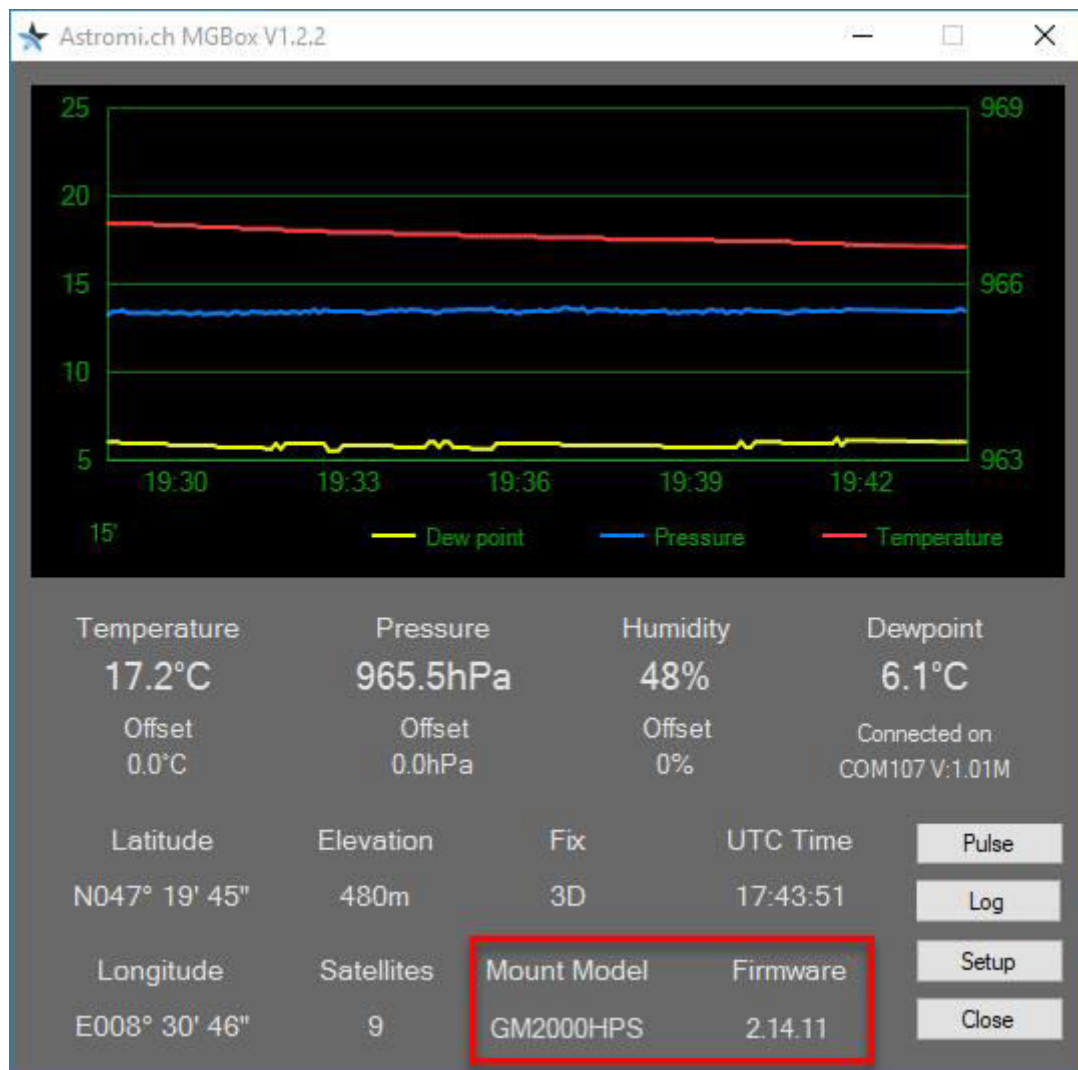 Astromi.ch MGBox V1.2.2
25 969
20
15 966
10
5 963
19:30 19:33 19:36 19:39 19:42
15' Dew point Pressure Temperature
Temperature Pressure Humidity Dewpoint
17.2°C 965.5hPa 48% 6.1°C
Offset Offset Offset Connected on
0.0°C 0.0hPa 0% COM107 V:1.01M
Latitude Elevation Fix UTC Time Pulse
N047° 19' 45" 480m 3D 17:43:51 Log
Longitude Satellites Mount Model Firmware Setup
E008° 30' 46" 9 GM2000HPS 2.14.11 Close